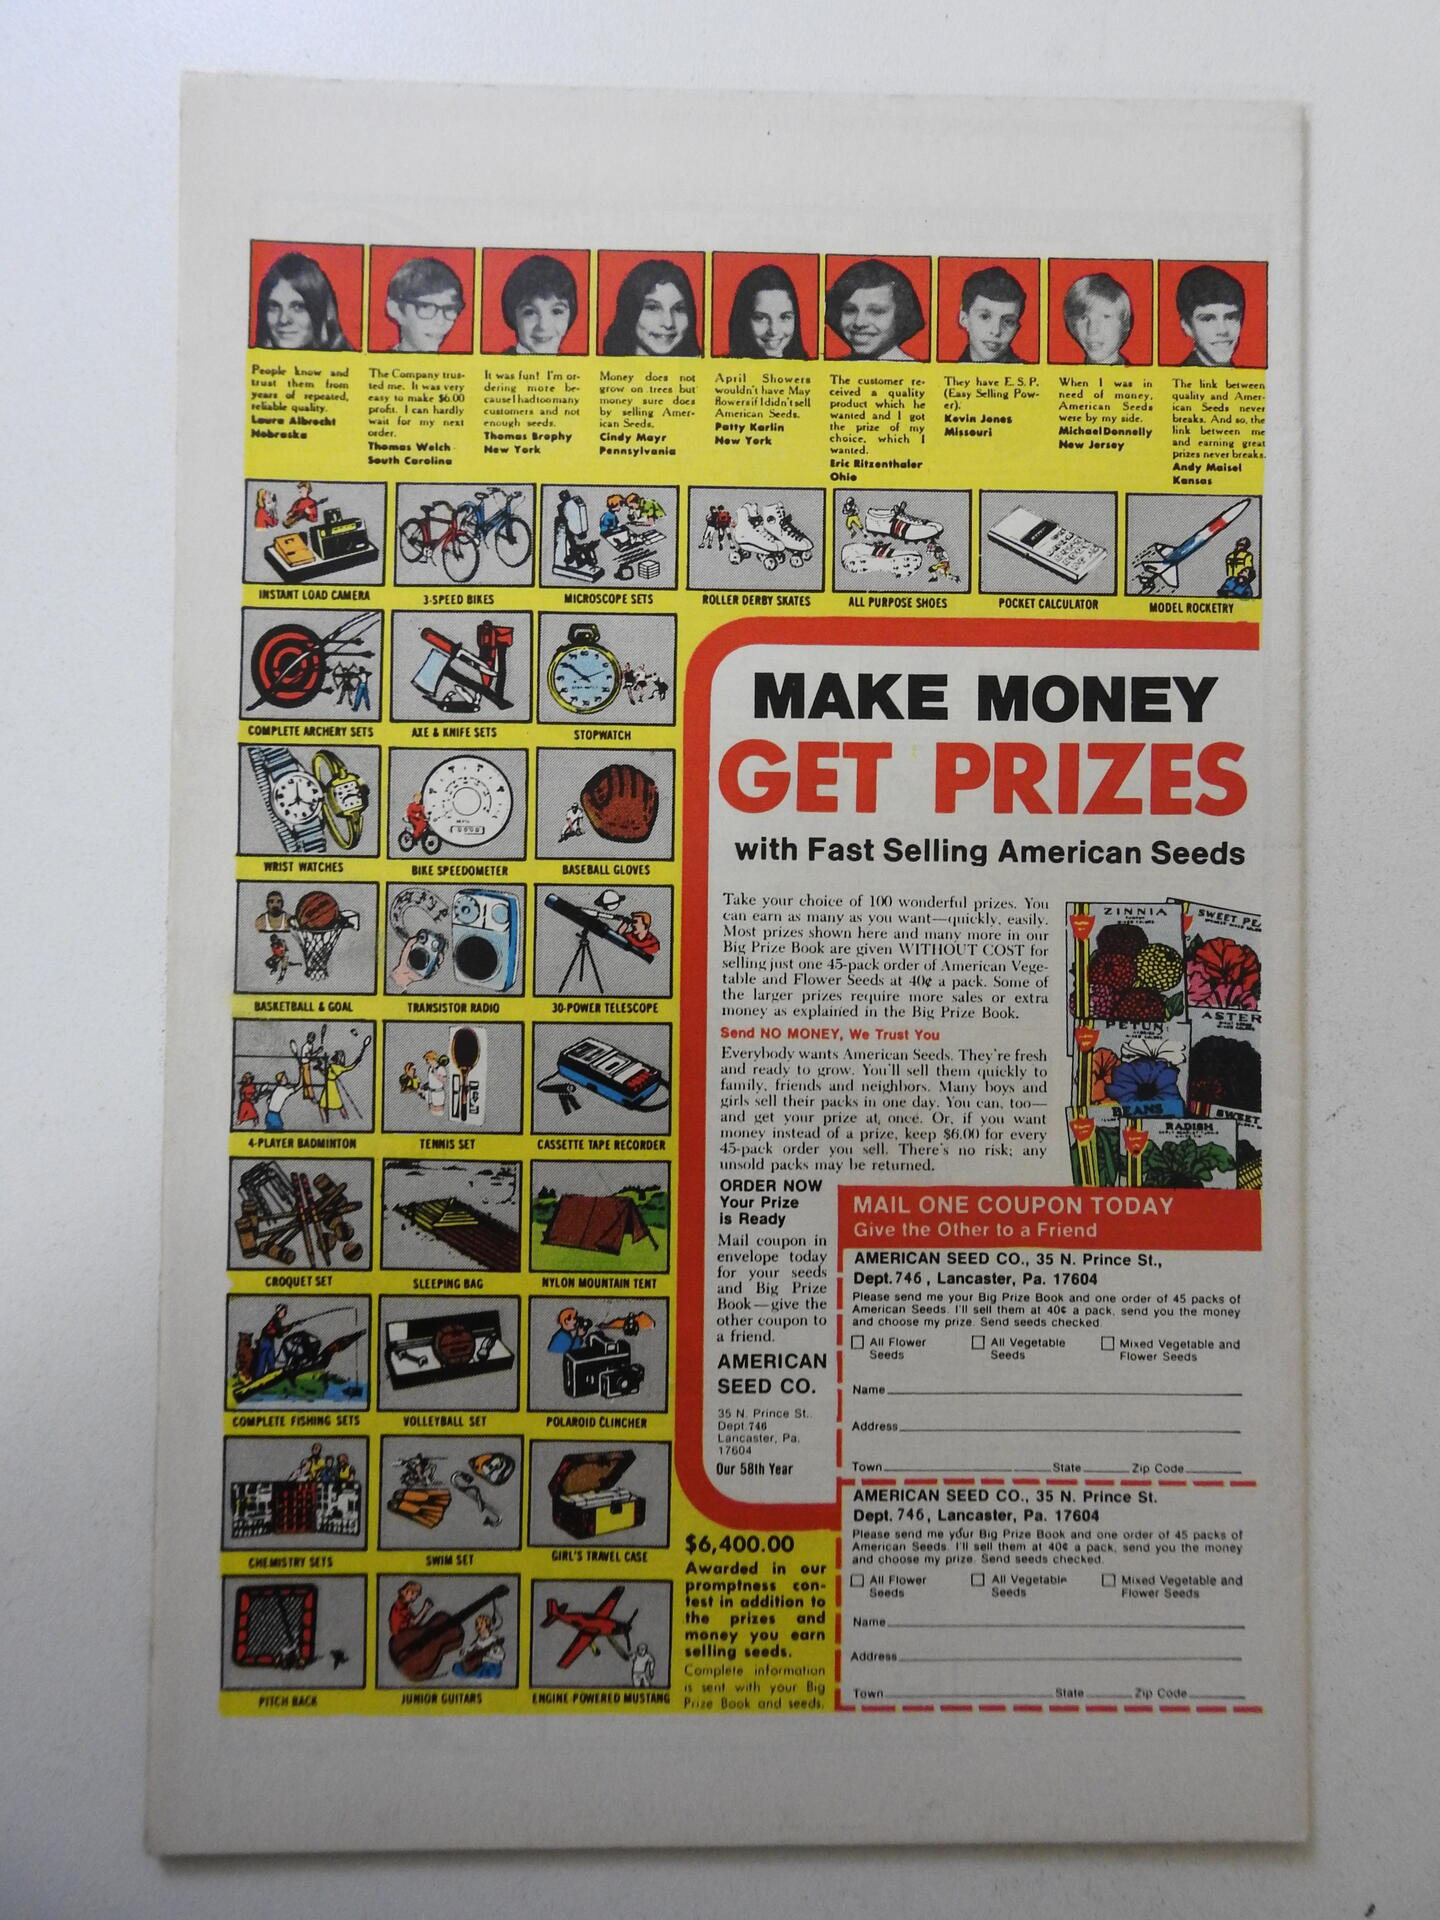 People know and
trust them from
years of repeated,
reliable quality.
Laura Albrecht
Nebraska
The Company trus-
ted me. It was very
easy to make $6.00
profit. I can hardly
wait for my next
order.
Thomas Welch
South Carolina
It was fun! I'm or-
dering more be-
cause I had too many
customers and not
enough seeds.
Thomas Brophy
New York
Money does not
grow on trees but
money sure does
by selling Amer-
ican Seeds.
Cindy Mayr
Pennsylvania
April Showers
wouldn't have May
flowers if I didn't sell
American Seeds.
Patty Karlin
New York
The customer re-
ceived a quality
product which he
wanted and I got
the prize of my
choice, which I
wanted.
Eric Ritzenthaler
Ohio
They have E.S.P.
(Easy Selling Pow-
er).
Kevin Jones
Missouri
When I was in
need of money,
American Seeds
were by my side.
Michael Donnelly
New Jersey
The link between
quality and Amer-
ican Seeds never
breaks. And so, the
link between me
and earning great
prizes never breaks.
Andy Maisel
Kansas
INSTANT LOAD CAMERA
3-SPEED BIKES
MICROSCOPE SETS
ROLLER DERBY SKATES
ALL PURPOSE SHOES
POCKET CALCULATOR
MODEL ROCKETRY
COMPLETE ARCHERY SETS
AXE & KNIFE SETS
STOPWATCH
WRIST WATCHES
BIKE SPEEDOMETER
BASEBALL GLOVES
BASKETBALL & GOAL
TRANSISTOR RADIO
30-POWER TELESCOPE
4-PLAYER BADMINTON
TENNIS SET
CASSETTE TAPE RECORDER
CROQUET SET
SLEEPING BAG
NYLON MOUNTAIN TENT
COMPLETE FISHING SETS
VOLLEYBALL SET
POLAROID CLINCHER
CHEMISTRY SETS
SWIM SET
GIRL'S TRAVEL CASE
PITCH BACK
JUNIOR GUITARS
ENGINE POWERED MUSTANG
MAKE MONEY
GET PRIZES
with Fast Selling American Seeds
Take your choice of 100 wonderful prizes. You
can earn as many as you want—quickly, easily.
Most prizes shown here and many more in our
Big Prize Book are given WITHOUT COST for
selling just one 45-pack order of American Vege-
table and Flower Seeds at 40¢ a pack. Some of
the larger prizes require more sales or extra
money as explained in the Big Prize Book.
Send NO MONEY, We Trust You
Everybody wants American Seeds. They're fresh
and ready to grow. You'll sell them quickly to
family, friends and neighbors. Many boys and
girls sell their packs in one day. You can, too—
and get your prize at once. Or, if you want
money instead of a prize, keep $6.00 for every
45-pack order you sell. There's no risk; any
unsold packs may be returned.
ZINNIA
SWEET PE
ASTER
PETUN
BEANS
SWEET
RADISH
ORDER NOW
Your Prize
is Ready
Mail coupon in
envelope today
for your seeds
and Big Prize
Book—give the
other coupon to
a friend.
AMERICAN
SEED CO.
35 N. Prince St.
Dept. 746
Lancaster, Pa.
17604
Our 58th Year
MAIL ONE COUPON TODAY
Give the Other to a Friend
AMERICAN SEED CO., 35 N. Prince St.,
Dept. 746, Lancaster, Pa. 17604
Please send me your Big Prize Book and one order of 45 packs of
American Seeds. I'll sell them at 40¢ a pack, send you the money
and choose my prize. Send seeds checked.
All Flower Seeds
All Vegetable Seeds
Mixed Vegetable and Flower Seeds
Name
Address
Town State Zip Code
AMERICAN SEED CO., 35 N. Prince St.
Dept. 746, Lancaster, Pa. 17604
Please send me your Big Prize Book and one order of 45 packs of
American Seeds. I'll sell them at 40¢ a pack, send you the money
and choose my prize. Send seeds checked.
All Flower Seeds
All Vegetable Seeds
Mixed Vegetable and Flower Seeds
Name
Address
Town State Zip Code
$6,400.00
Awarded in our
promptness con-
test in addition to
the prizes and
money you earn
selling seeds.
Complete information
is sent with your Big
Prize Book and seeds.